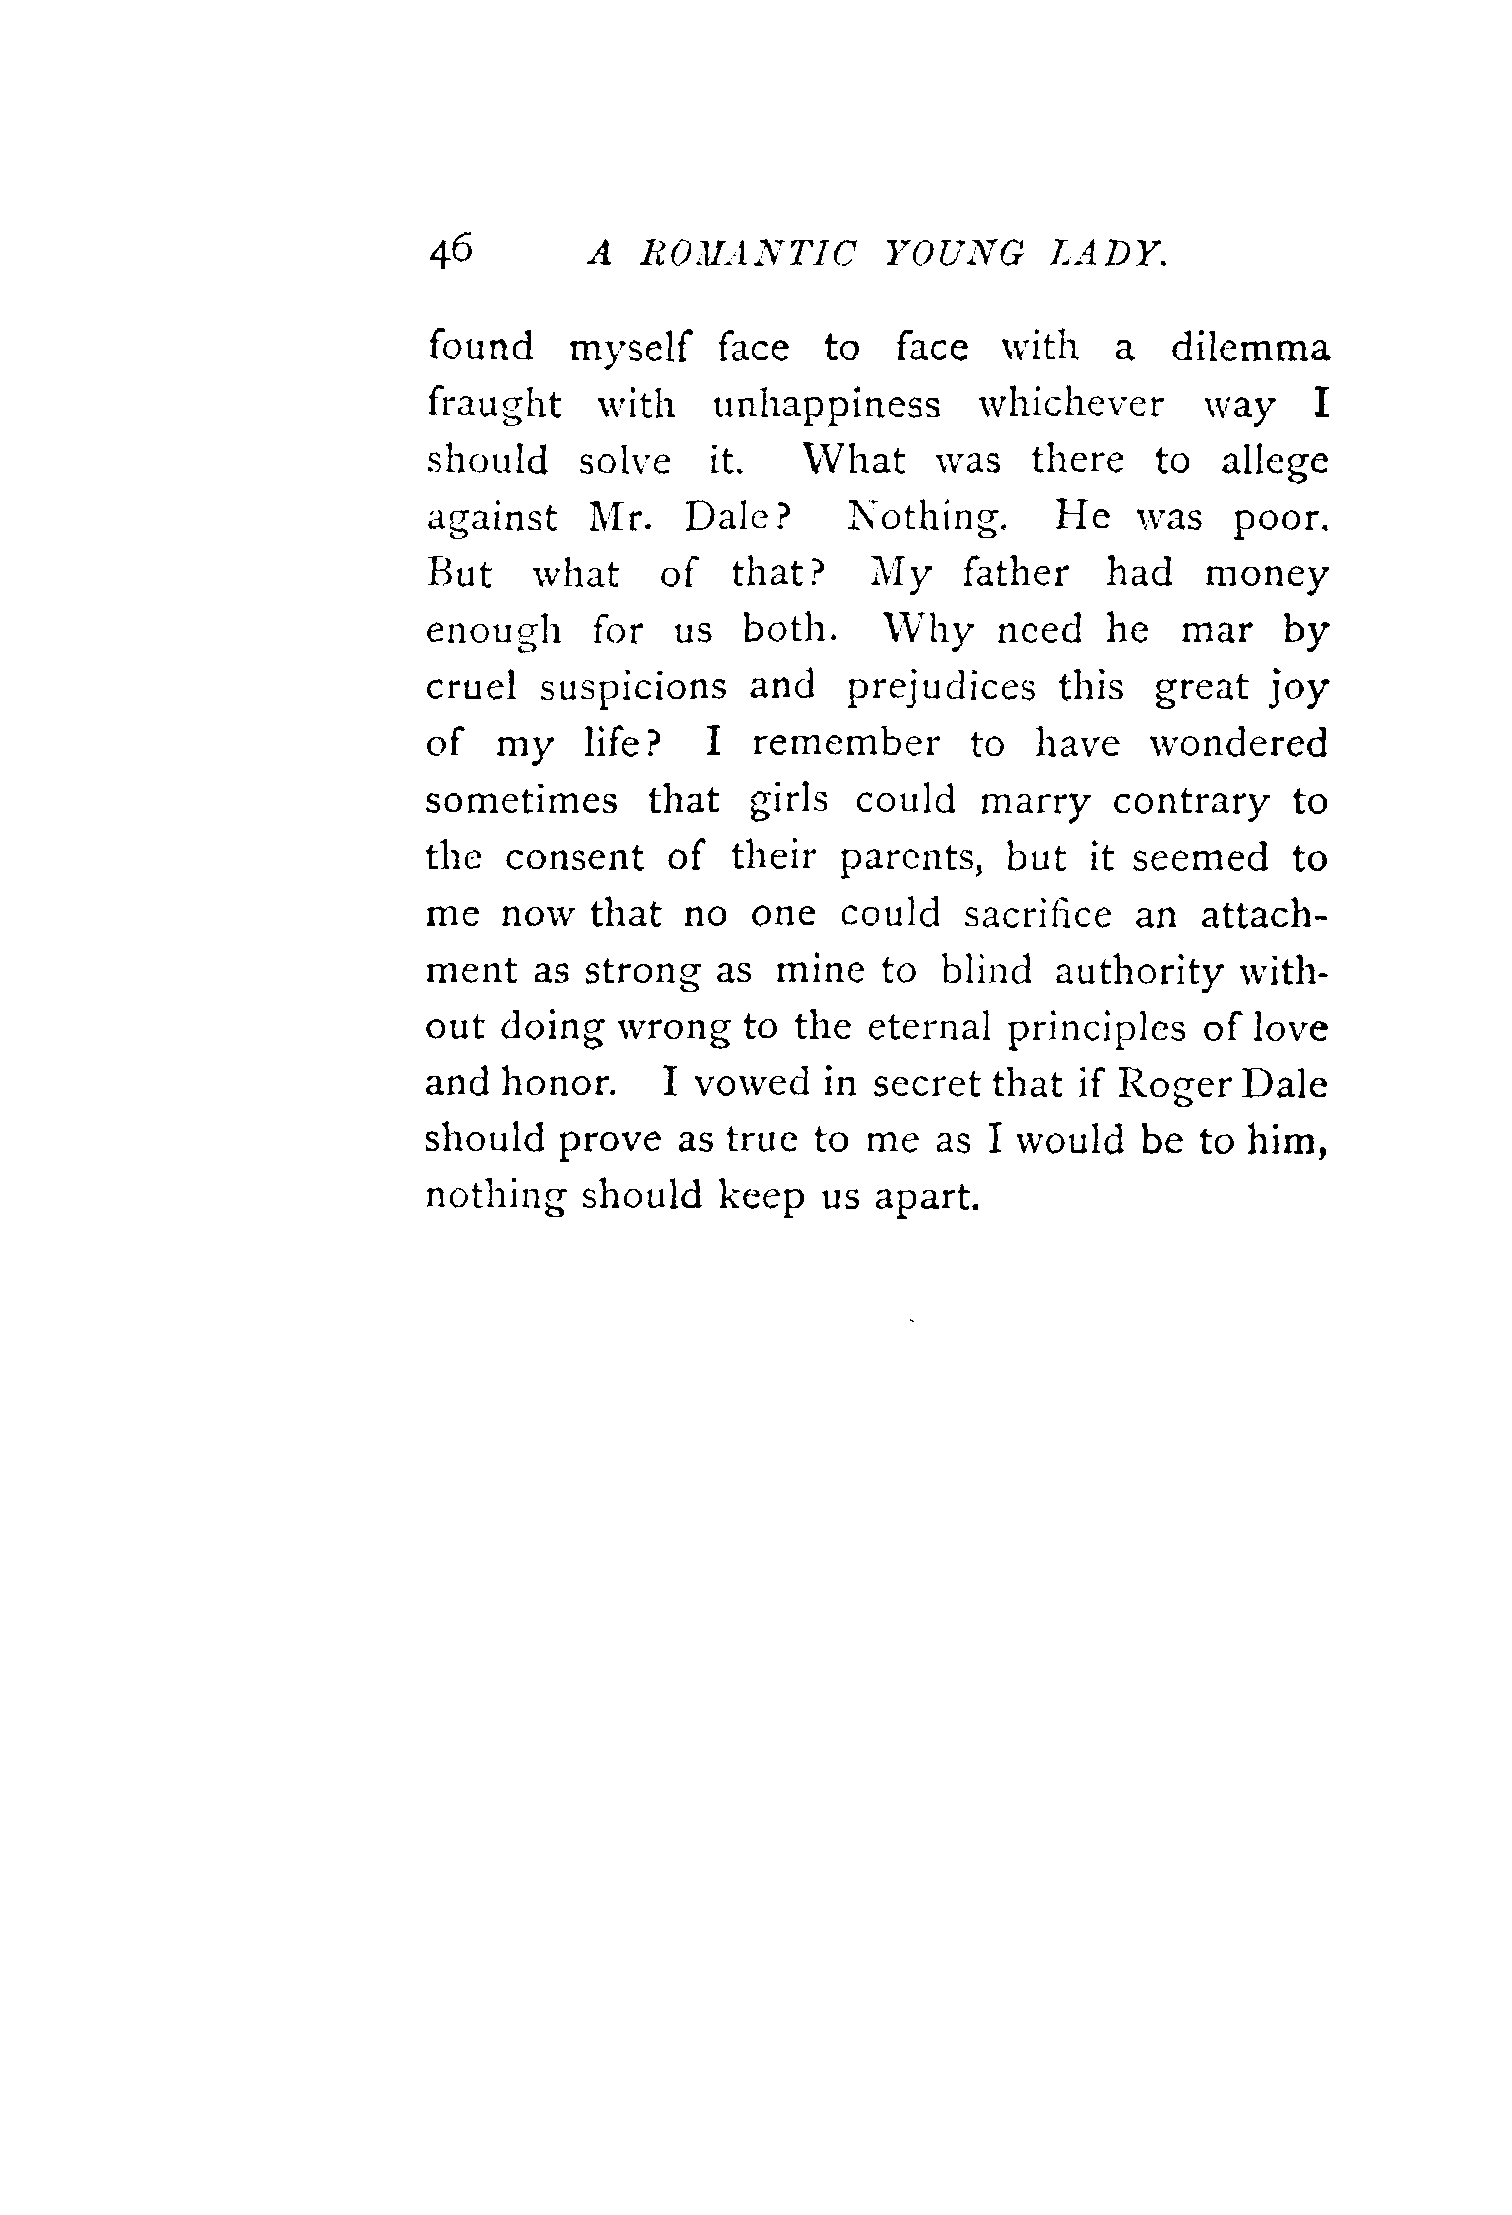 46 A ROMANTIC YOUNG LADY.
found myself face to face with a dilemma
fraught with unhappiness whichever way I
should solve it. What was there to allege
against Mr. Dale? Nothing. He was poor.
But what of that? My father had money
enough for us both. Why need he mar by
cruel suspicions and prejudices this great joy
of my life? I remember to have wondered
sometimes that girls could marry contrary to
the consent of their parents, but it seemed to
me now that no one could sacrifice an attach-
ment as strong as mine to blind authority with-
out doing wrong to the eternal principles of love
and honor. I vowed in secret that if Roger Dale
should prove as true to me as I would be to him,
nothing should keep us apart.